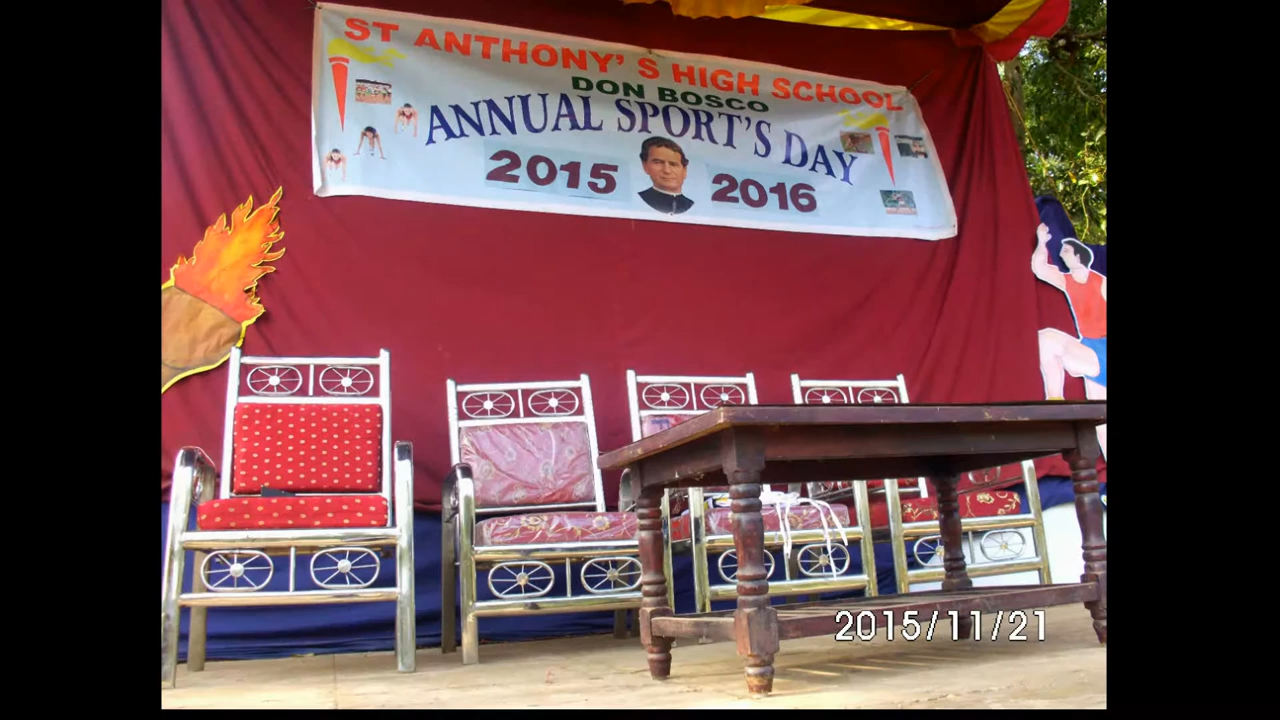 ST ANTHONY' S HIGH SCHOOL
DON BOSCO
ANNUAL SPORT'S DAY
2015 2016
2015/11/21